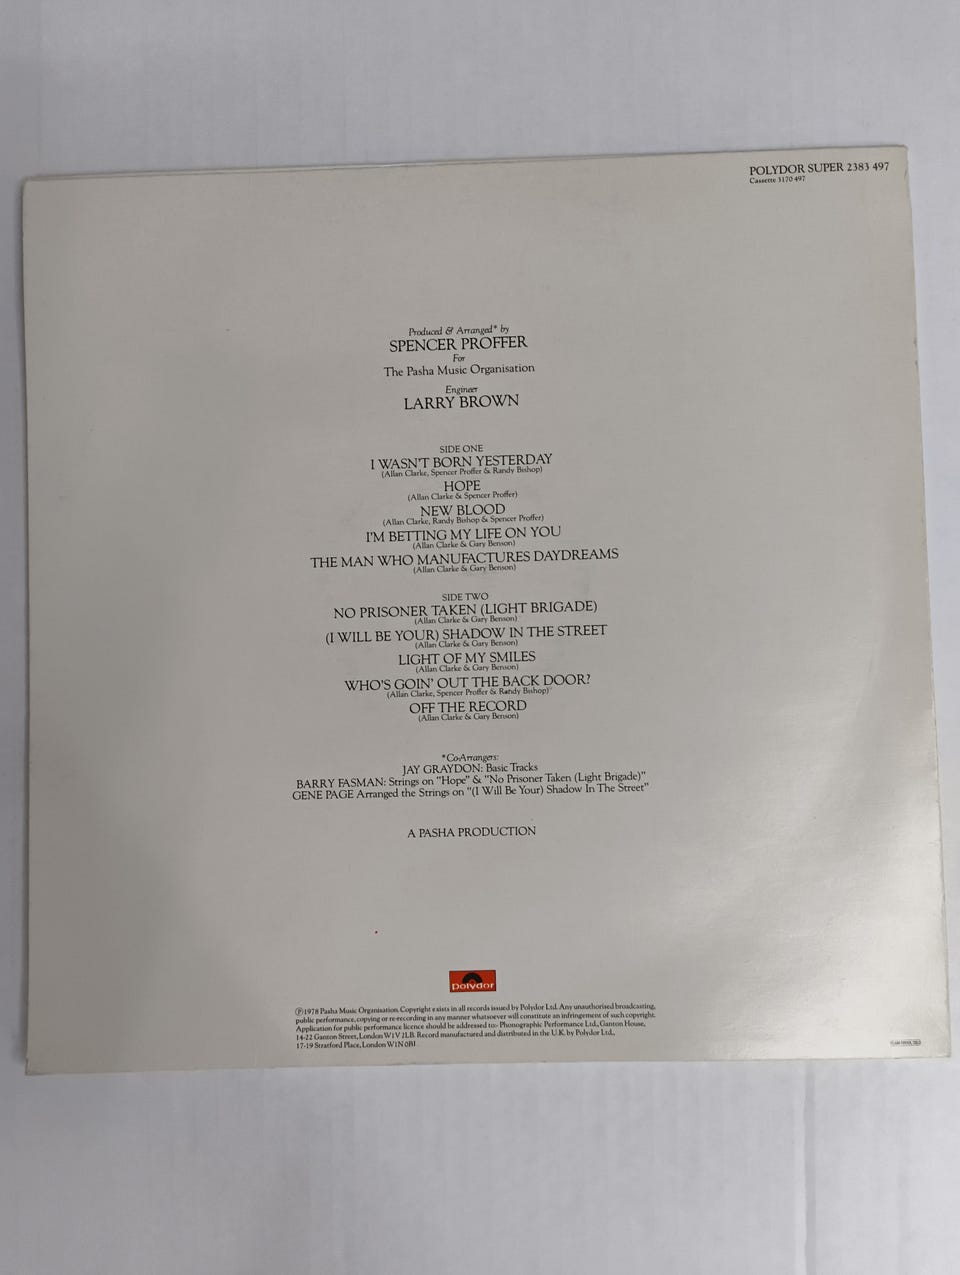 POLYDOR SUPER 2383 497
Cassette 3170 497
Produced & Arranged* by
SPENCER PROFFER
For
The Pasha Music Organisation
Engineer
LARRY BROWN
SIDE ONE
I WASN'T BORN YESTERDAY
(Allan Clarke, Spencer Proffer & Randy Bishop)
HOPE
(Allan Clarke & Spencer Proffer)
NEW BLOOD
(Allan Clarke, Randy Bishop & Spencer Proffer)
I'M BETTING MY LIFE ON YOU
(Allan Clarke & Gary Benson)
THE MAN WHO MANUFACTURES DAYDREAMS
(Allan Clarke & Gary Benson)
SIDE TWO
NO PRISONER TAKEN (LIGHT BRIGADE)
(Allan Clarke & Gary Benson)
(I WILL BE YOUR) SHADOW IN THE STREET
(Allan Clarke & Gary Benson)
LIGHT OF MY SMILES
(Allan Clarke & Gary Benson)
WHO'S GOIN' OUT THE BACK DOOR?
(Allan Clarke, Spencer Proffer & Randy Bishop)
OFF THE RECORD
(Allan Clarke & Gary Benson)
*Co-Arrangers:
JAY GRAYDON: Basic Tracks
BARRY FASMAN: Strings on "Hope" & "No Prisoner Taken (Light Brigade)"
GENE PAGE Arranged the Strings on "(I Will Be Your) Shadow In The Street"
A PASHA PRODUCTION
polydor
Ⓟ1978 Pasha Music Organisation. Copyright exists in all records issued by Polydor Ltd. Any unauthorised broadcasting,
public performance, copying or re-recording in any manner whatsoever will constitute an infringement of such copyright.
Application for public performance licence should be addressed to:- Phonographic Performance Ltd., Ganton House,
14-22 Ganton Street, London W1V 1LB. Record manufactured and distributed in the U.K. by Polydor Ltd.,
17-19 Stratford Place, London W1N 0BL